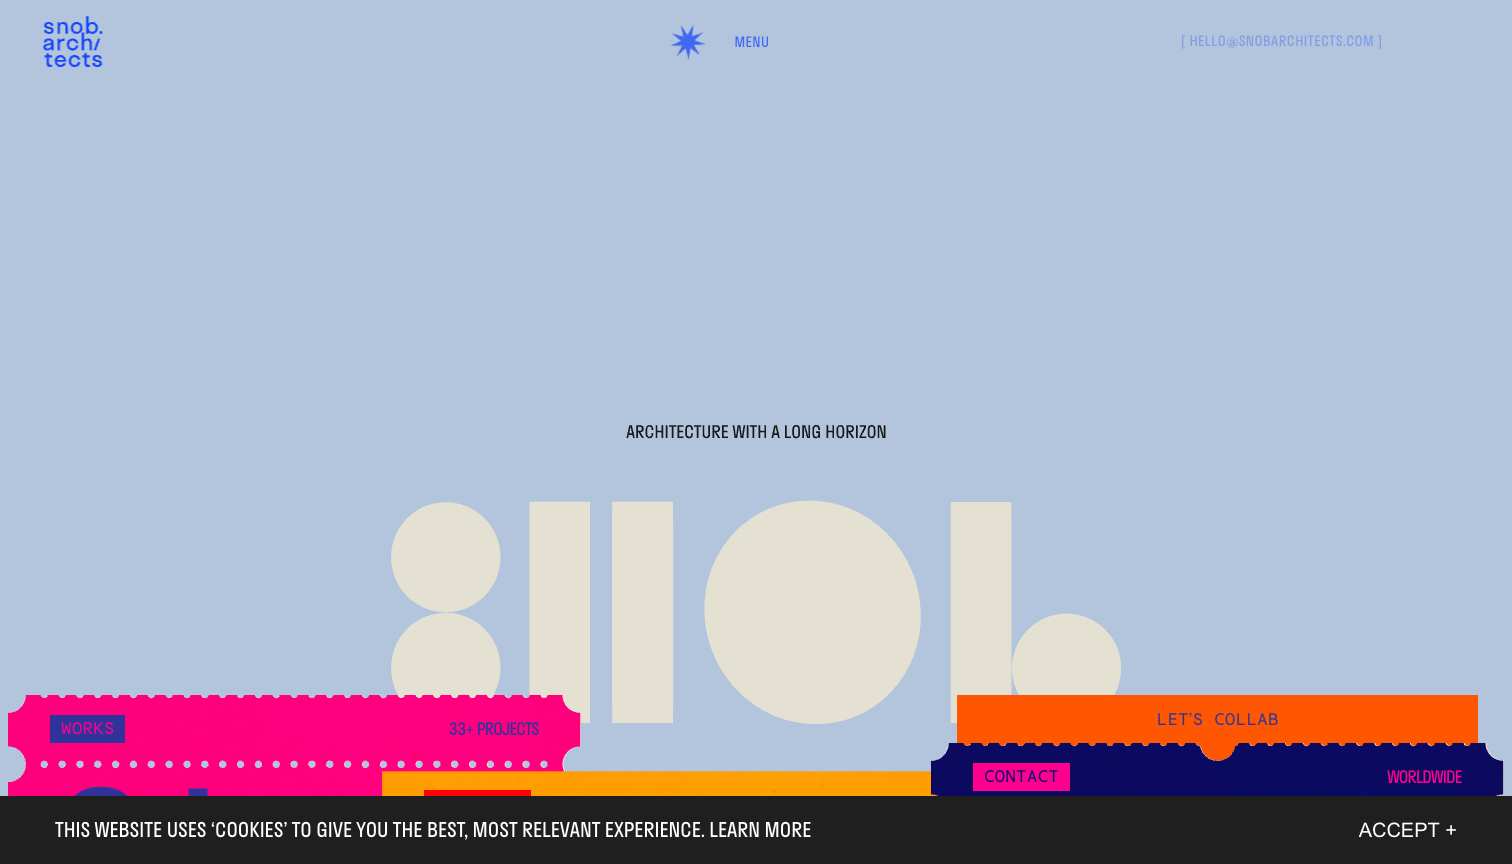 snob.
arch/
tects
MENU
[ HELLO@SNOBARCHITECTS.COM ]
ARCHITECTURE WITH A LONG HORIZON
snob
WORKS
33+ PROJECTS
LET'S COLLAB
CONTACT
WORLDWIDE
THIS WEBSITE USES ‘COOKIES’ TO GIVE YOU THE BEST, MOST RELEVANT EXPERIENCE. LEARN MORE
ACCEPT +